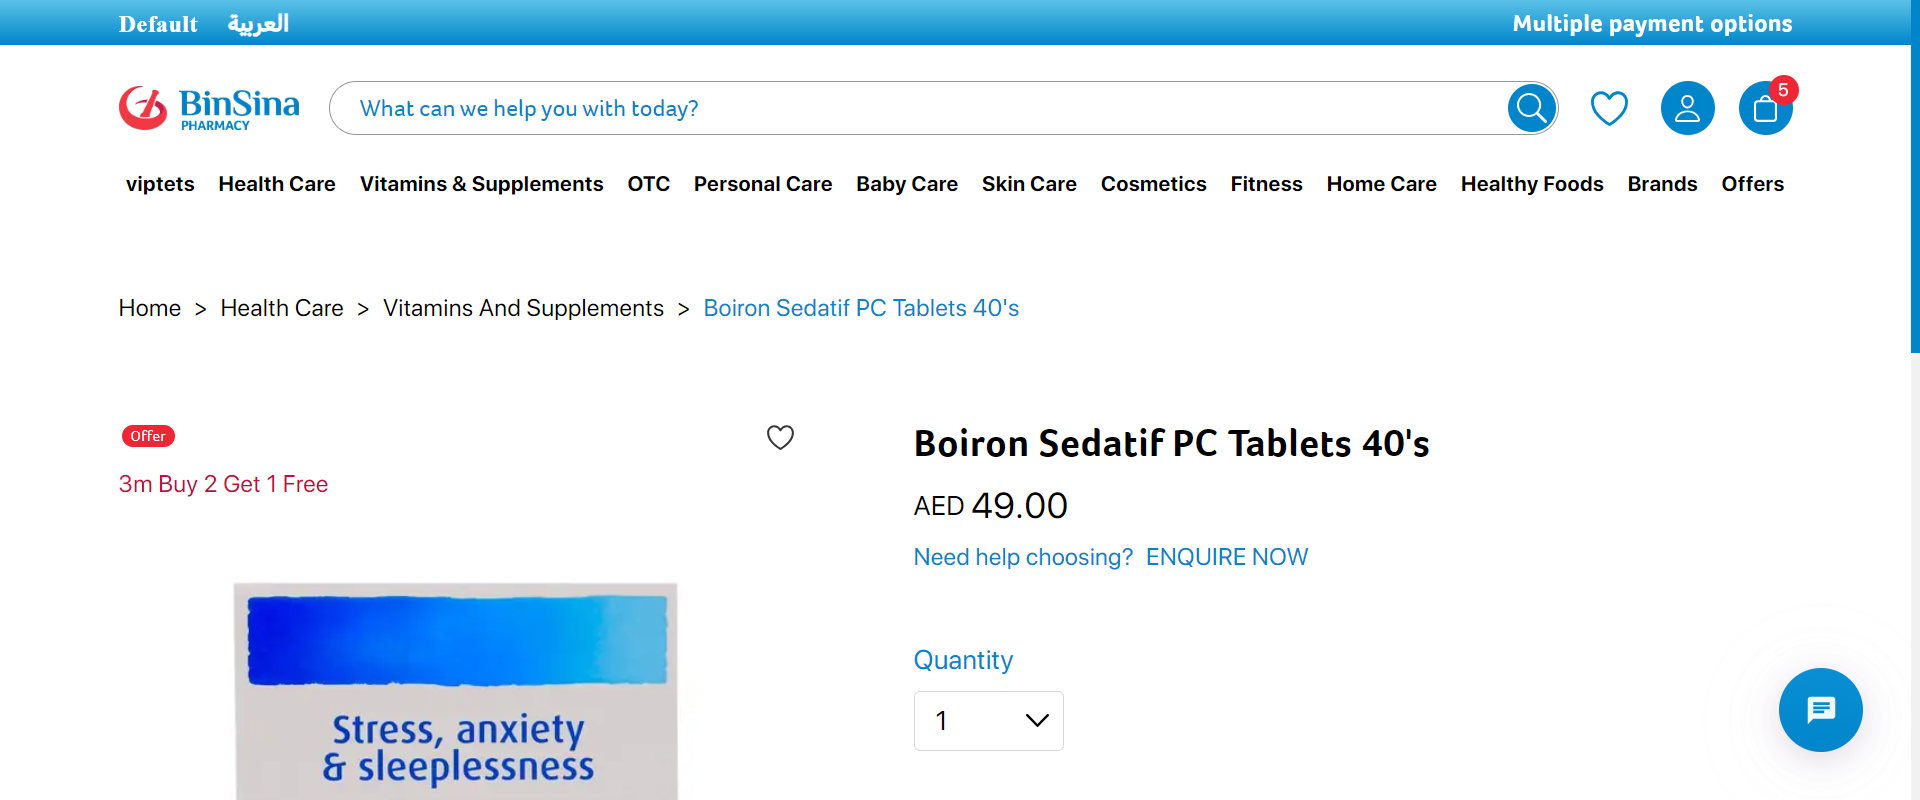 Default العربية
Multiple payment options
BinSina
PHARMACY
What can we help you with today?
5
viptets Health Care Vitamins & Supplements OTC Personal Care Baby Care Skin Care Cosmetics Fitness Home Care Healthy Foods Brands Offers
Home > Health Care > Vitamins And Supplements > Boiron Sedatif PC Tablets 40's
Offer
3m Buy 2 Get 1 Free
Boiron Sedatif PC Tablets 40's
AED 49.00
Need help choosing? ENQUIRE NOW
Quantity
1
Stress, anxiety
& sleeplessness